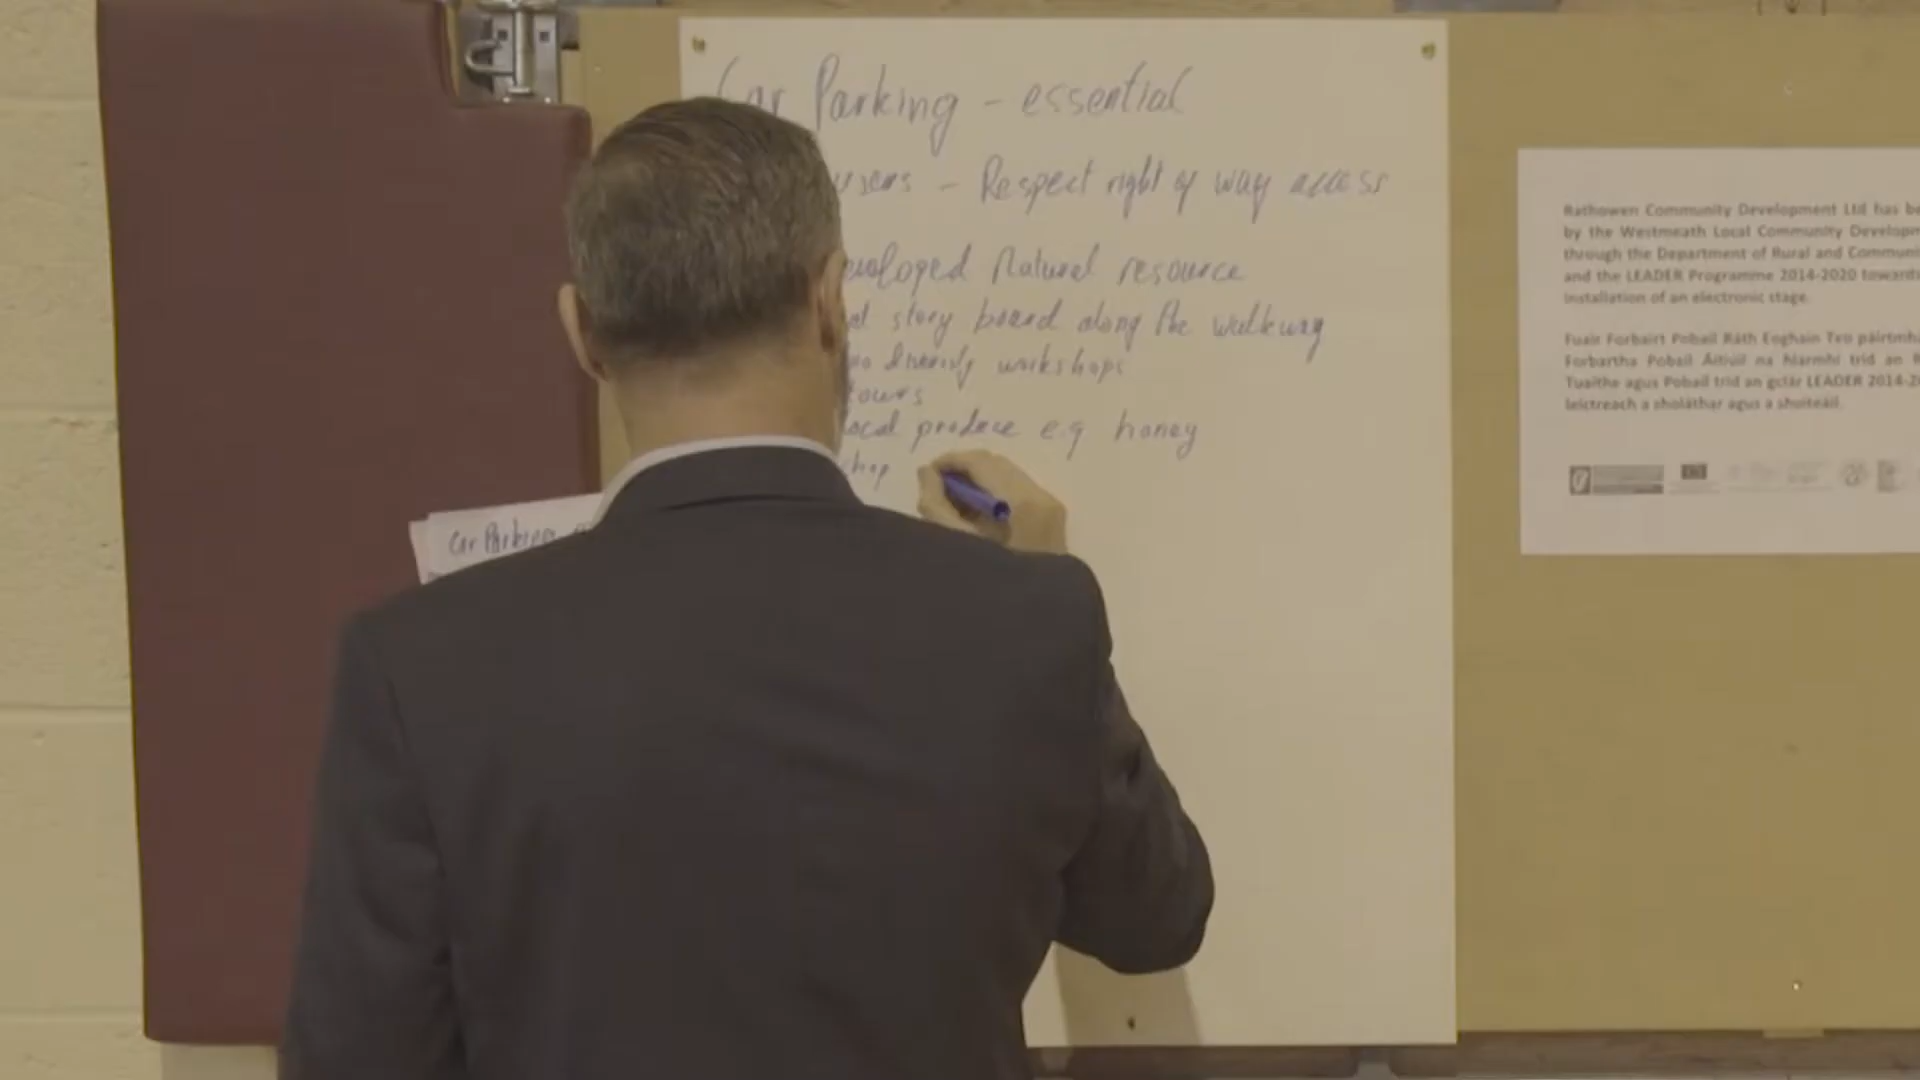 Car Parking - essential
users - Respect right of way access
Natural resource
story board along the walkway
workshops
tours
local produce e.g honey
shop
Car Parking
Rathowen Community Development Ltd has be
by the Westmeath Local Community Developm
through the Department of Rural and Communi
and the LEADER Programme 2014-2020 towards
installation of an electronic stage.
Fuair Forbairt Pobail Ráth Eoghain Teo páirtmha
Forbartha Pobail Áitiúil na hIarmhí tríd an R
Tuaithe agus Pobail tríd an gclár LEADER 2014-20
leictreach a sholáthar agus a shuiteáil.